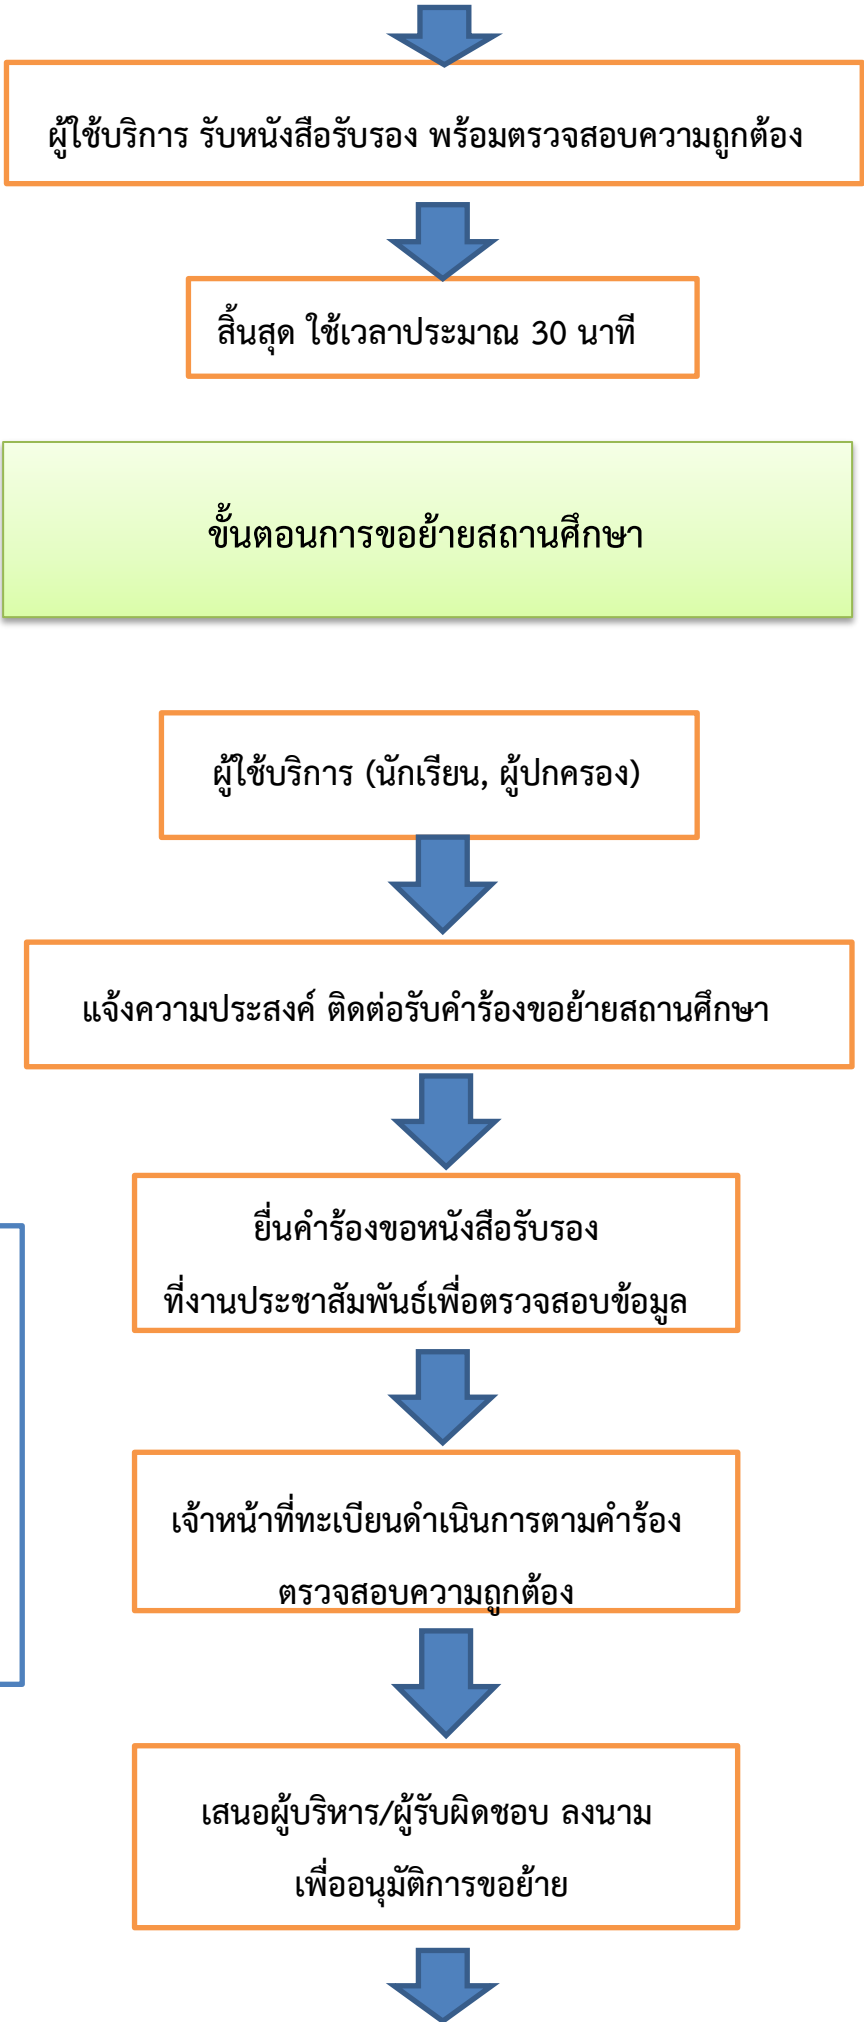 ผู้ใช้บริการ รับหนังสือรับรอง พร้อมตรวจสอบความถูกต้อง
สิ้นสุด ใช้เวลาประมาณ 30 นาที
ขั้นตอนการขอย้ายสถานศึกษา
ผู้ใช้บริการ (นักเรียน, ผู้ปกครอง)
แจ้งความประสงค์ ติดต่อรับคำร้องขอย้ายสถานศึกษา
ยื่นคำร้องขอหนังสือรับรอง
ที่งานประชาสัมพันธ์เพื่อตรวจสอบข้อมูล
เจ้าหน้าที่ทะเบียนดำเนินการตามคำร้อง
ตรวจสอบความถูกต้อง
เสนอผู้บริหาร/ผู้รับผิดชอบ ลงนาม
เพื่ออนุมัติการขอย้าย